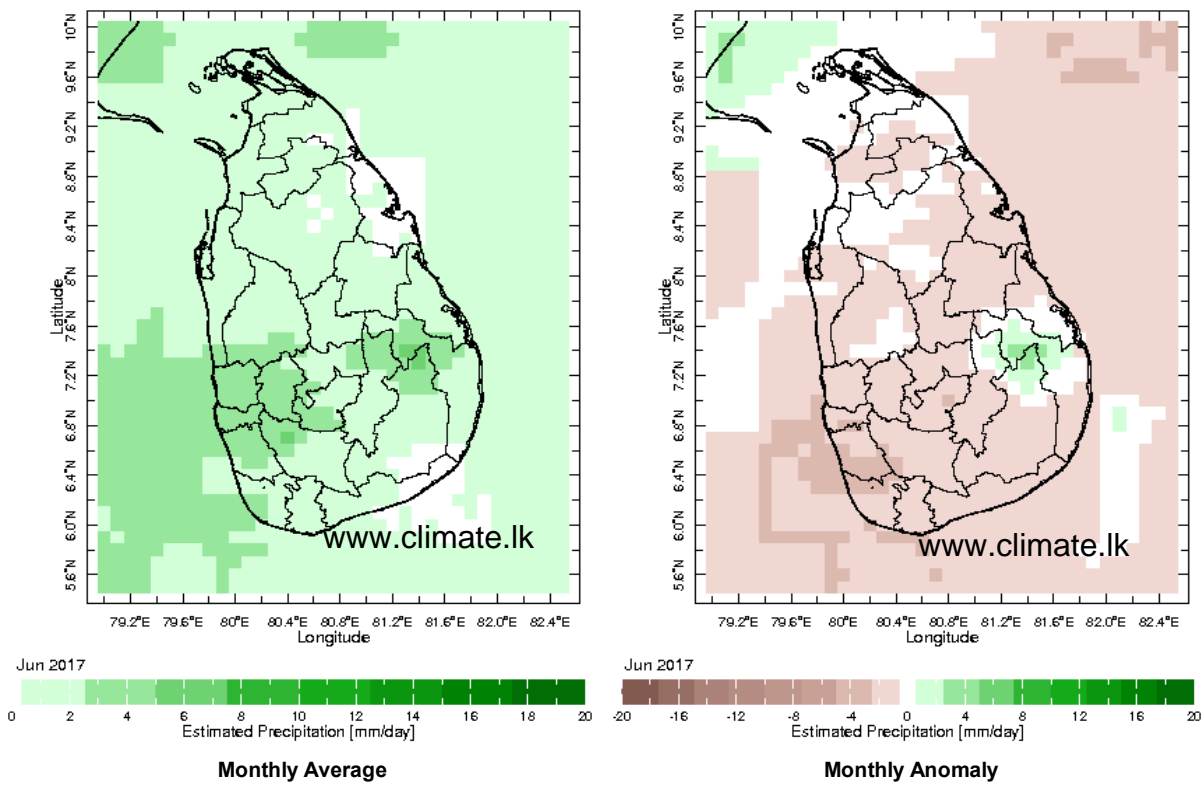 10°N
9.6°N
9.2°N
8.8°N
8.4°N
8°N
7.6°N
7.2°N
6.8°N
6.4°N
6.0°N
5.6°N
Latitude
www.climate.lk
79.2°E 79.6°E 80°E 80.4°E 80.8°E 81.2°E 81.6°E 82.0°E 82.4°E
Longitude
Jun 2017
0 2 4 6 8 10 12 14 16 18 20
Estimated Precipitation [mm/day]
Monthly Average
10°N
9.6°N
9.2°N
8.8°N
8.4°N
8°N
7.6°N
7.2°N
6.8°N
6.4°N
6.0°N
5.6°N
Latitude
www.climate.lk
79.2°E 79.6°E 80°E 80.4°E 80.8°E 81.2°E 81.6°E 82.0°E 82.4°E
Longitude
Jun 2017
-20 -16 -12 -8 -4 0 4 8 12 16 20
Estimated Precipitation [mm/day]
Monthly Anomaly